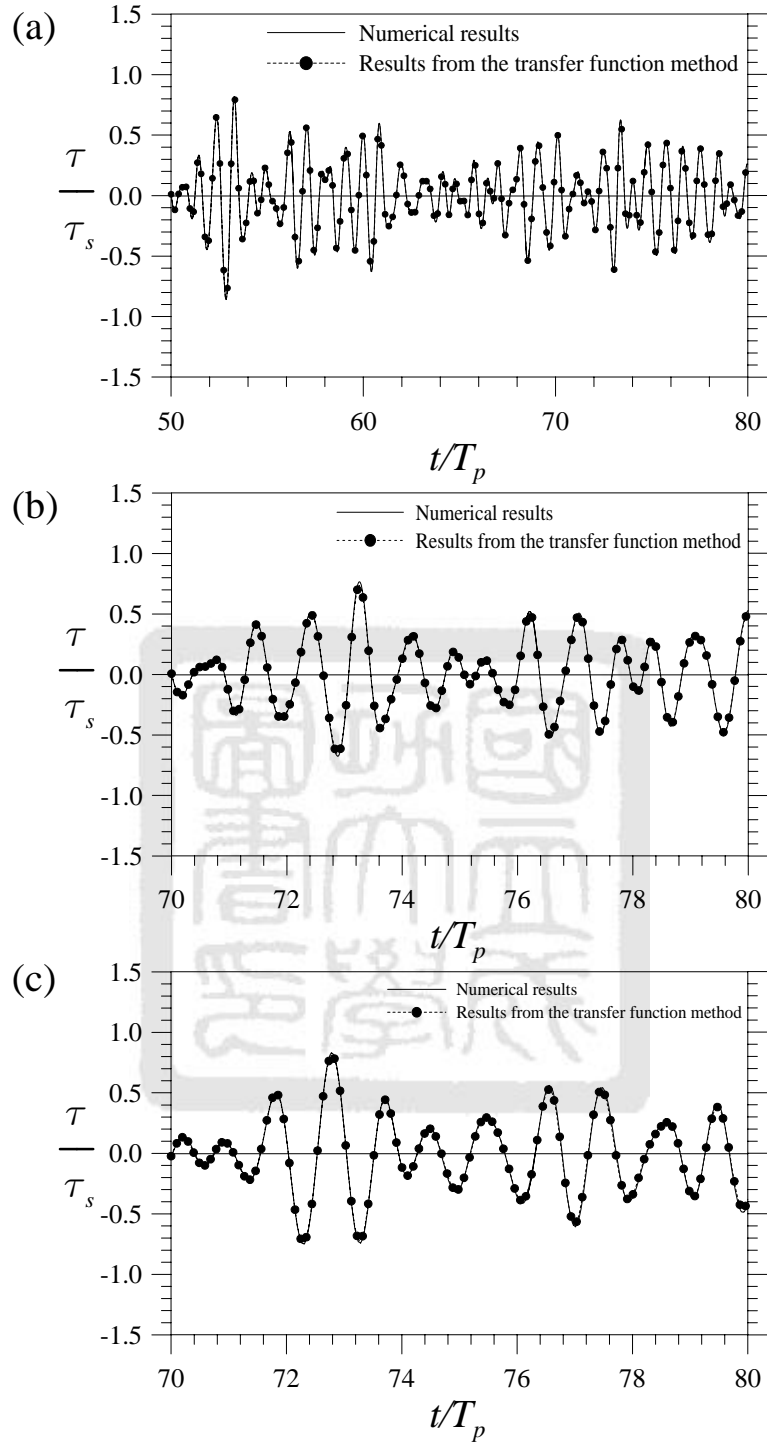 (a)
Numerical results
Results from the transfer function method
1.5
1.0
0.5
0.0
-0.5
-1.0
-1.5
τ
τs
50
60
70
80
t/Tp
(b)
Numerical results
Results from the transfer function method
1.5
1.0
0.5
0.0
-0.5
-1.0
-1.5
τ
τs
70
72
74
76
78
80
t/Tp
(c)
Numerical results
Results from the transfer function method
1.5
1.0
0.5
0.0
-0.5
-1.0
-1.5
τ
τs
70
72
74
76
78
80
t/Tp